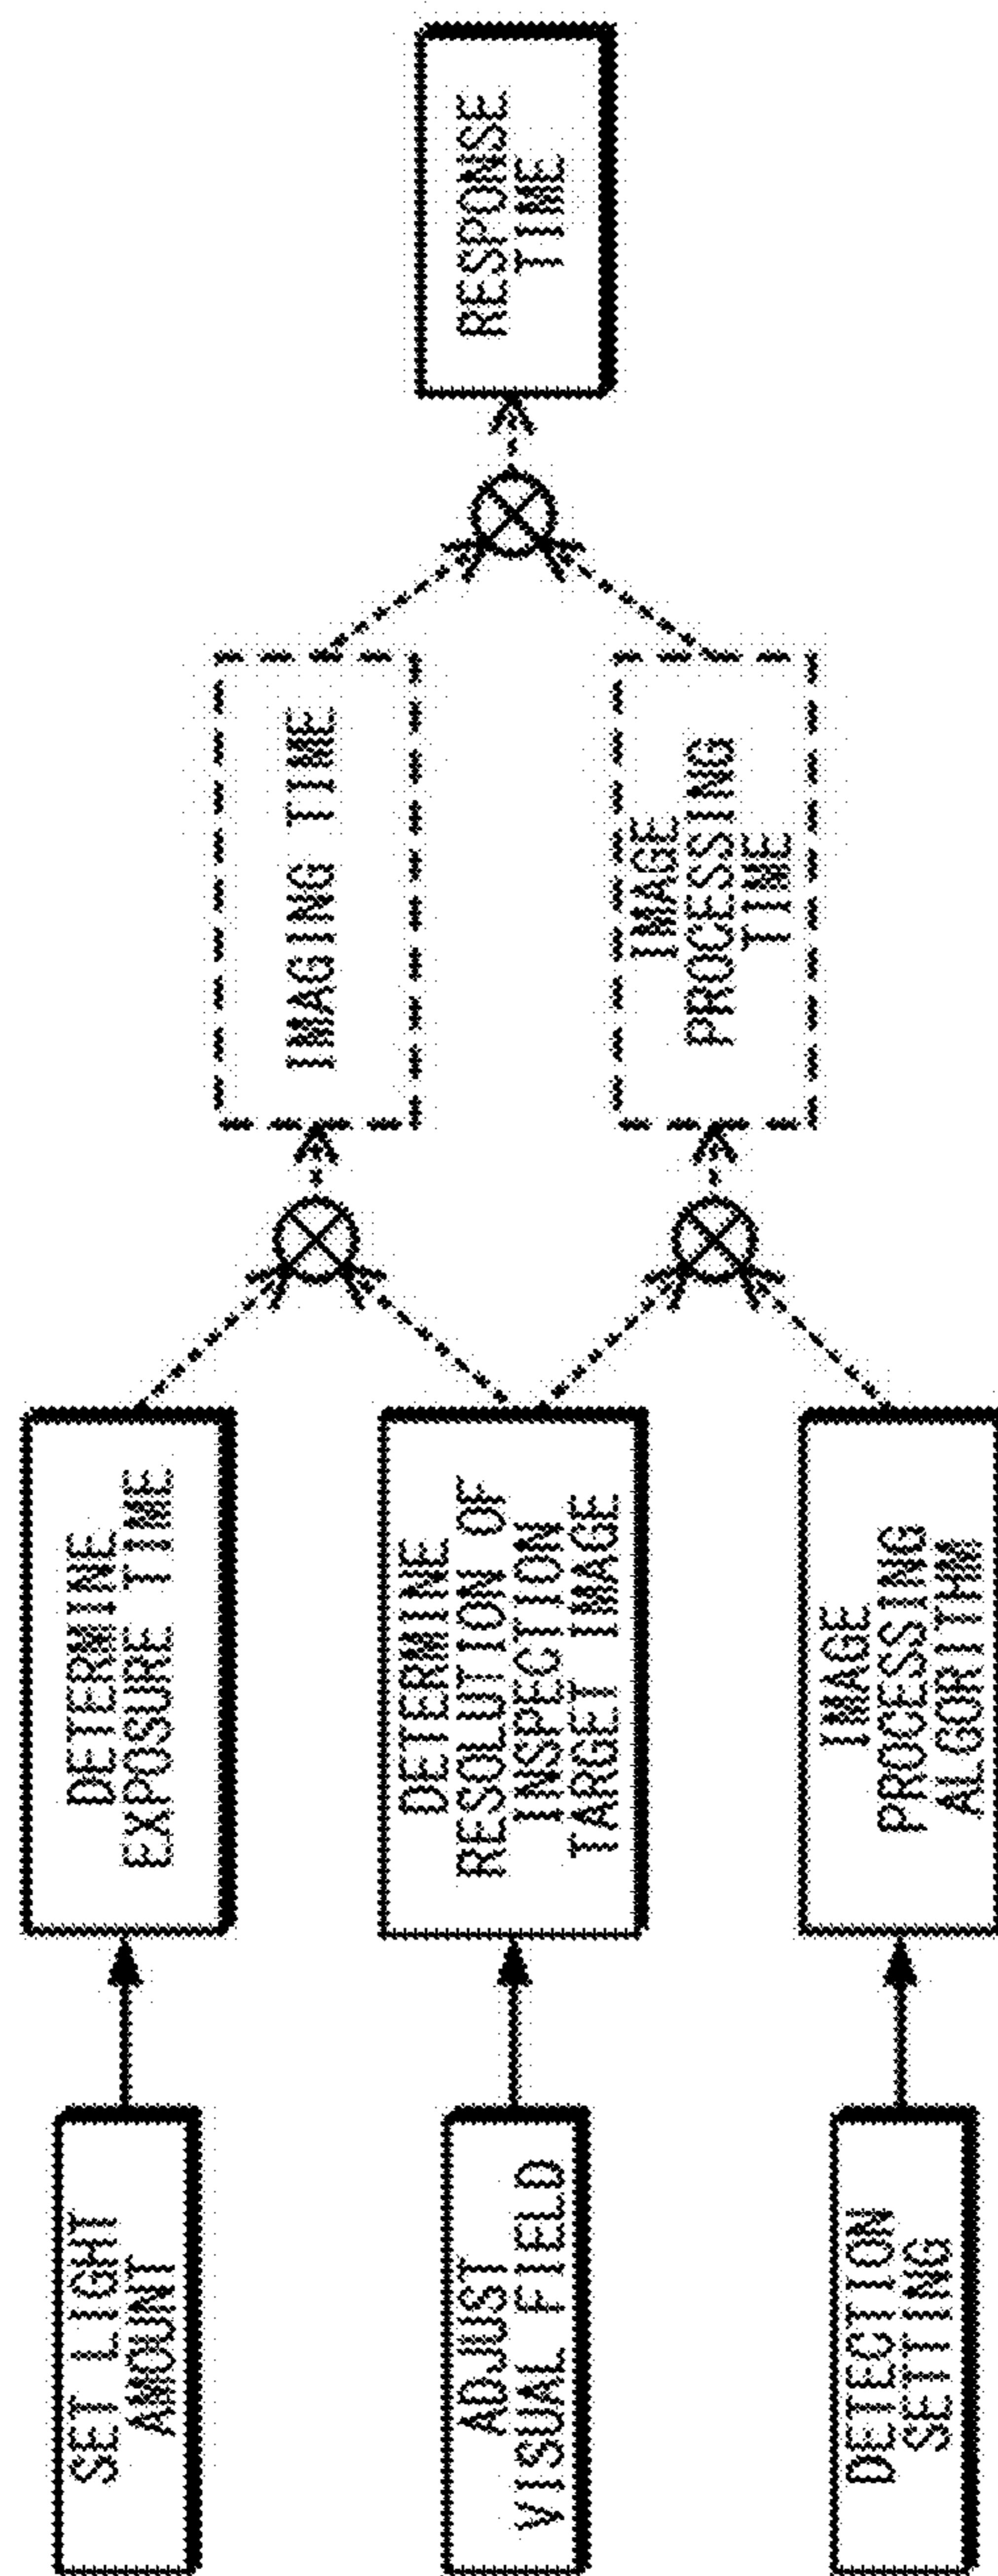 SET LIGHT
AMOUNT
DETERMINE
EXPOSURE TIME
ADJUST
VISUAL FIELD
DETERMINE
RESOLUTION OF
INSPECTION
TARGET IMAGE
DETECTION
SETTING
IMAGE
PROCESSING
ALGORITHM
IMAGING TIME
IMAGE
PROCESSING
TIME
RESPONSE
TIME